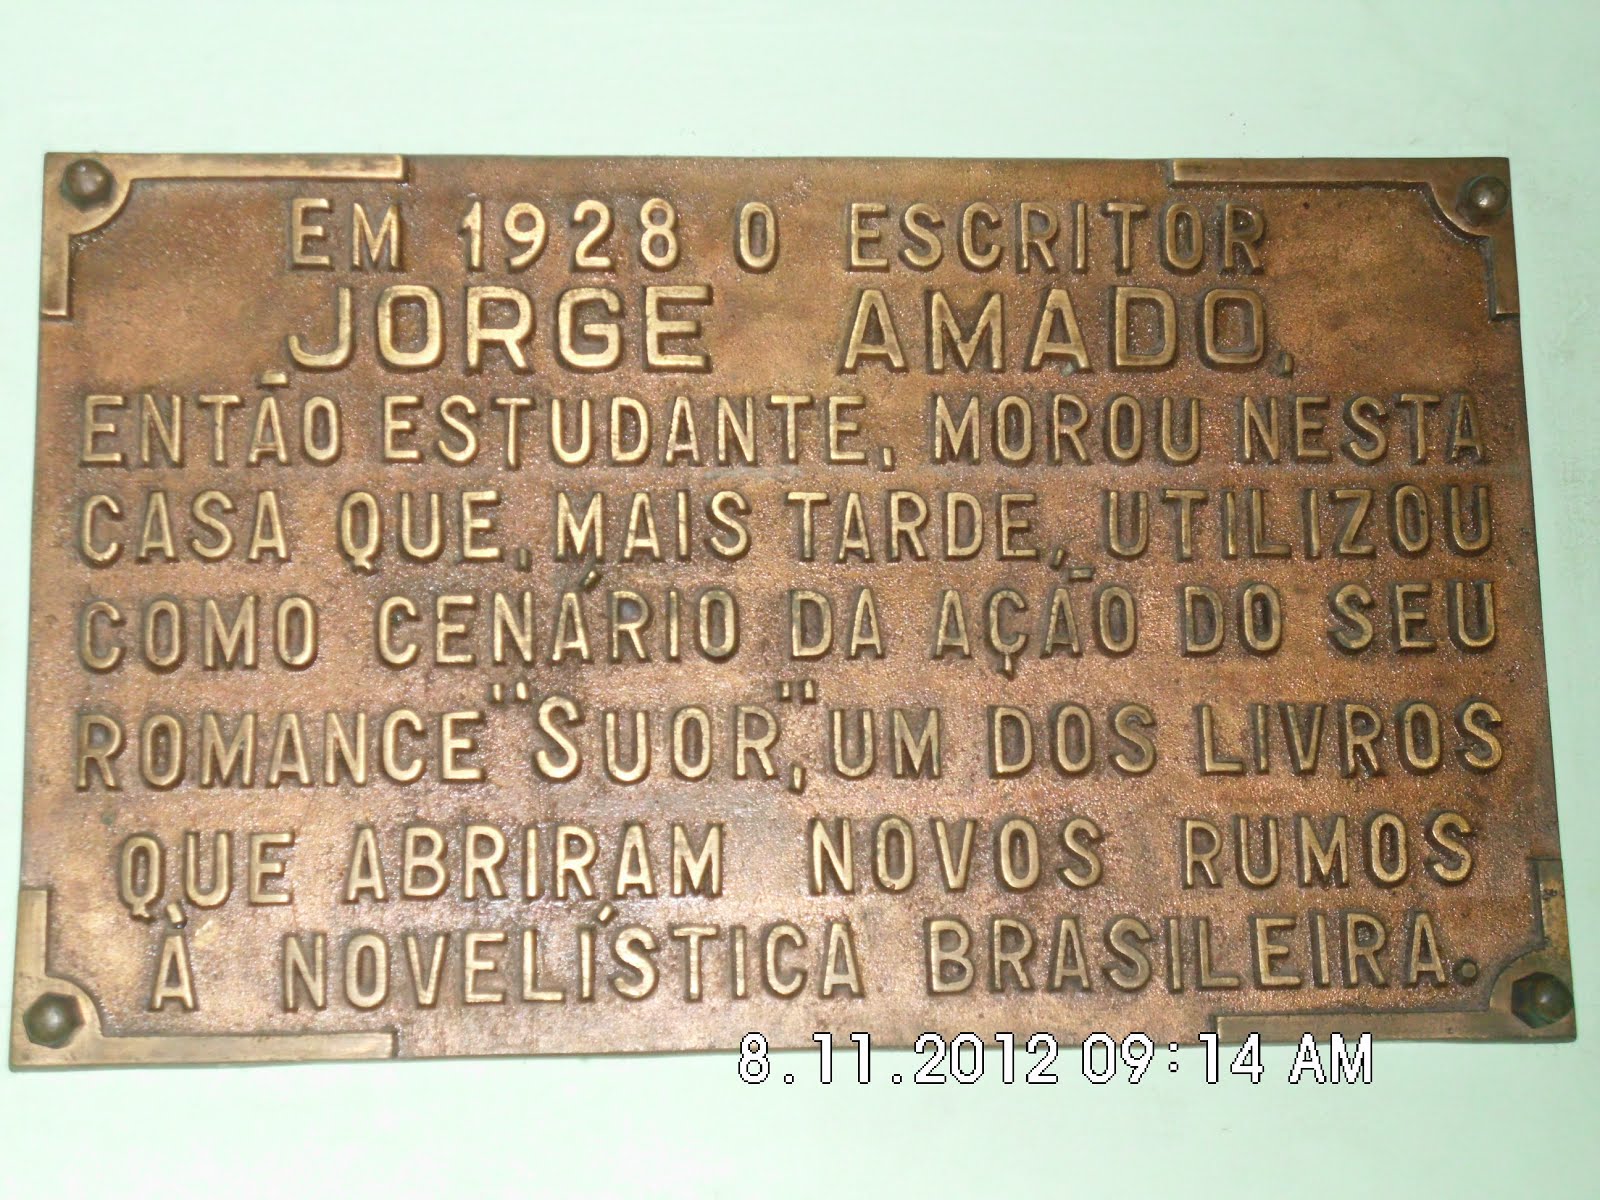 EM 1928 O ESCRITOR
JORGE AMADO,
ENTÃO ESTUDANTE, MOROU NESTA
CASA QUE, MAIS TARDE, UTILIZOU
COMO CENÁRIO DA AÇÃO DO SEU
ROMANCE "SUOR", UM DOS LIVROS
QUE ABRIRAM NOVOS RUMOS
À NOVELÍSTICA BRASILEIRA.
8.11.2012 09:14 AM